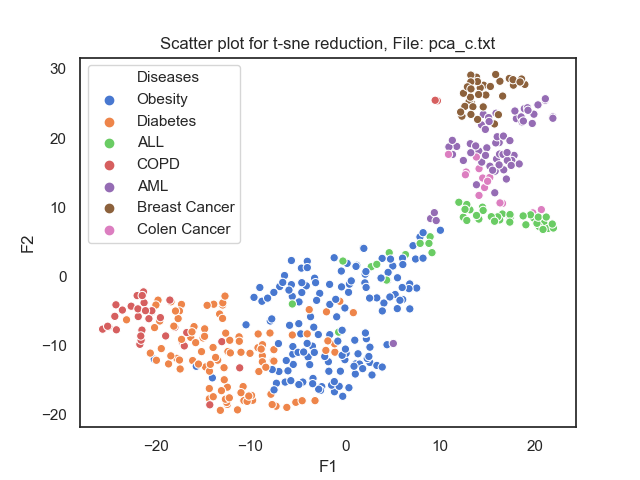 Scatter plot for t-sne reduction, File: pca_c.txt
Diseases
Obesity
Diabetes
ALL
COPD
AML
Breast Cancer
Colen Cancer
30
20
10
0
−10
−20
F2
−20 −10 0 10 20
F1